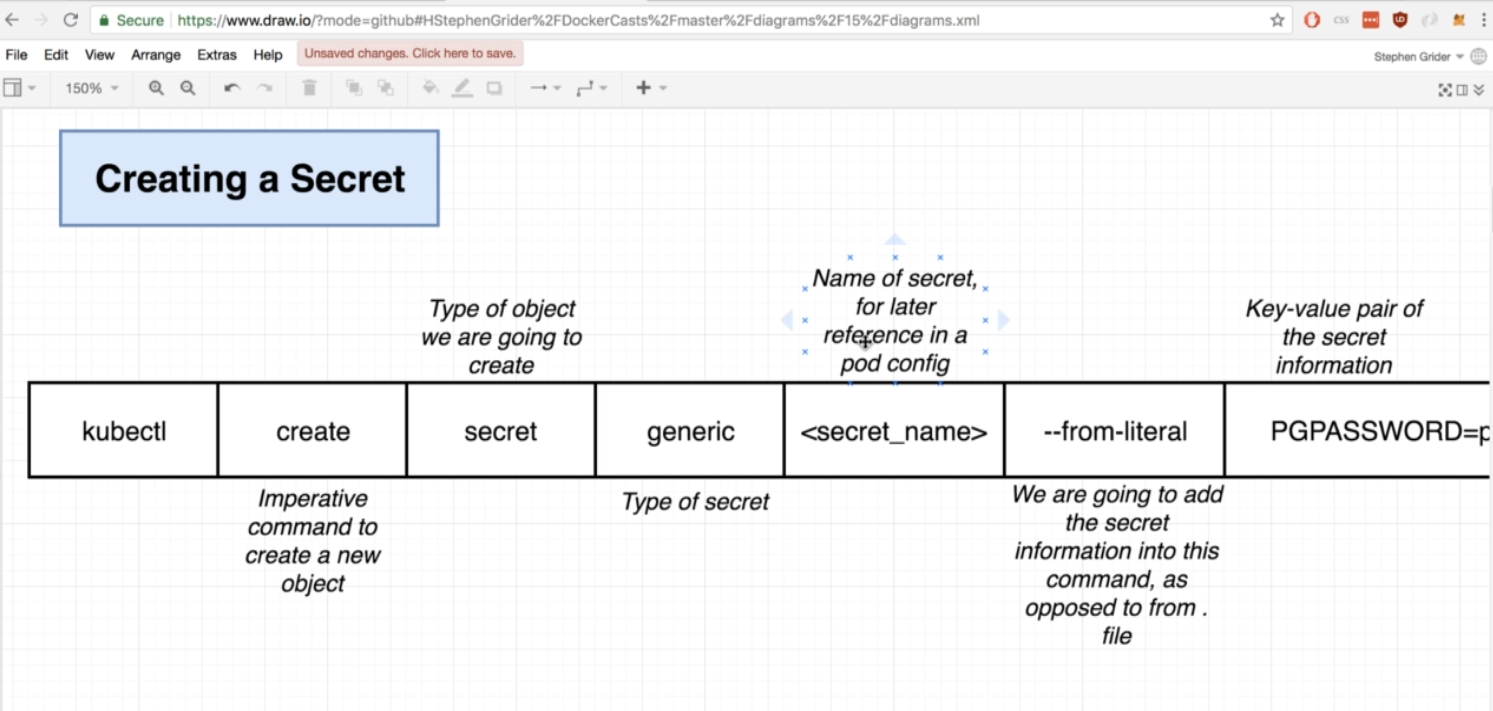 Secure https://www.draw.io/?mode=github#HStephenGrider%2FDockerCasts%2Fmaster%2Fdiagrams%2F15%2Fdiagrams.xml
File Edit View Arrange Extras Help Unsaved changes. Click here to save. Stephen Grider
150%
Creating a Secret
Type of object
we are going to
create
Name of secret,
for later
reference in a
pod config
Key-value pair of
the secret
information
kubectl create secret generic <secret_name> --from-literal PGPASSWORD=p
Imperative
command to
create a new
object
Type of secret
We are going to add
the secret
information into this
command, as
opposed to from .
file